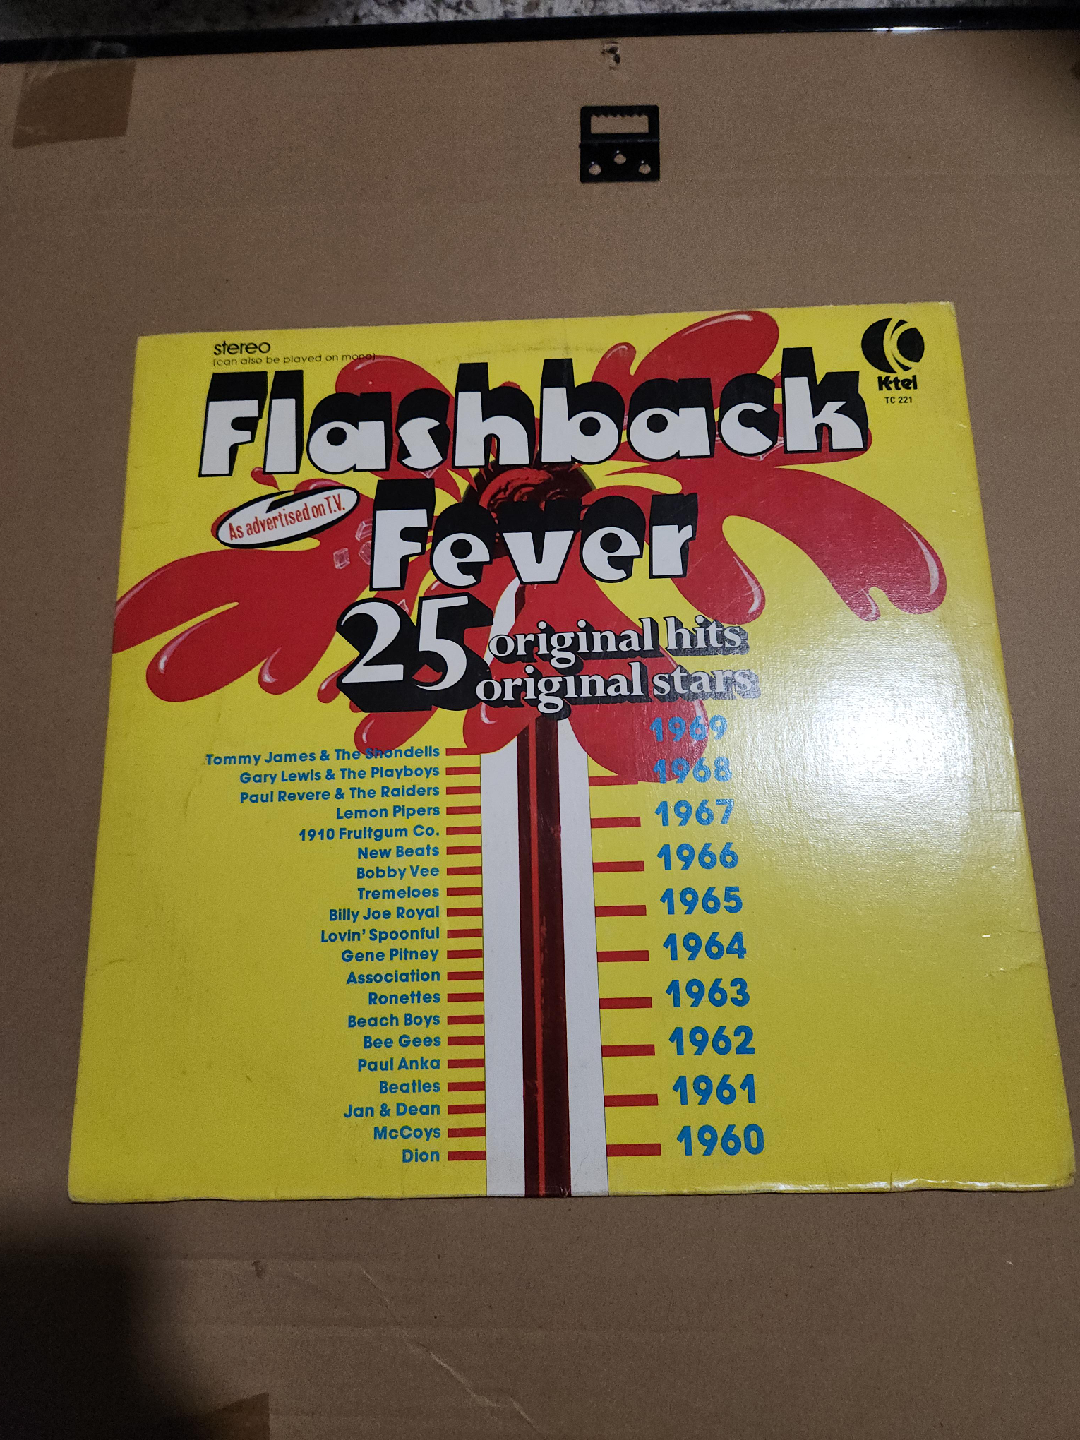 stereo
(can also be played on mono)
K-tel
TC 221
Flashback
Fever
As advertised on T.V.
25 original hits
original stars
Tommy James & The Shondells
Gary Lewis & The Playboys
Paul Revere & The Raiders
Lemon Pipers
1910 Fruitgum Co.
New Beats
Bobby Vee
Tremeloes
Billy Joe Royal
Lovin' Spoonful
Gene Pitney
Association
Ronettes
Beach Boys
Bee Gees
Paul Anka
Beatles
Jan & Dean
McCoys
Dion
1969
1968
1967
1966
1965
1964
1963
1962
1961
1960